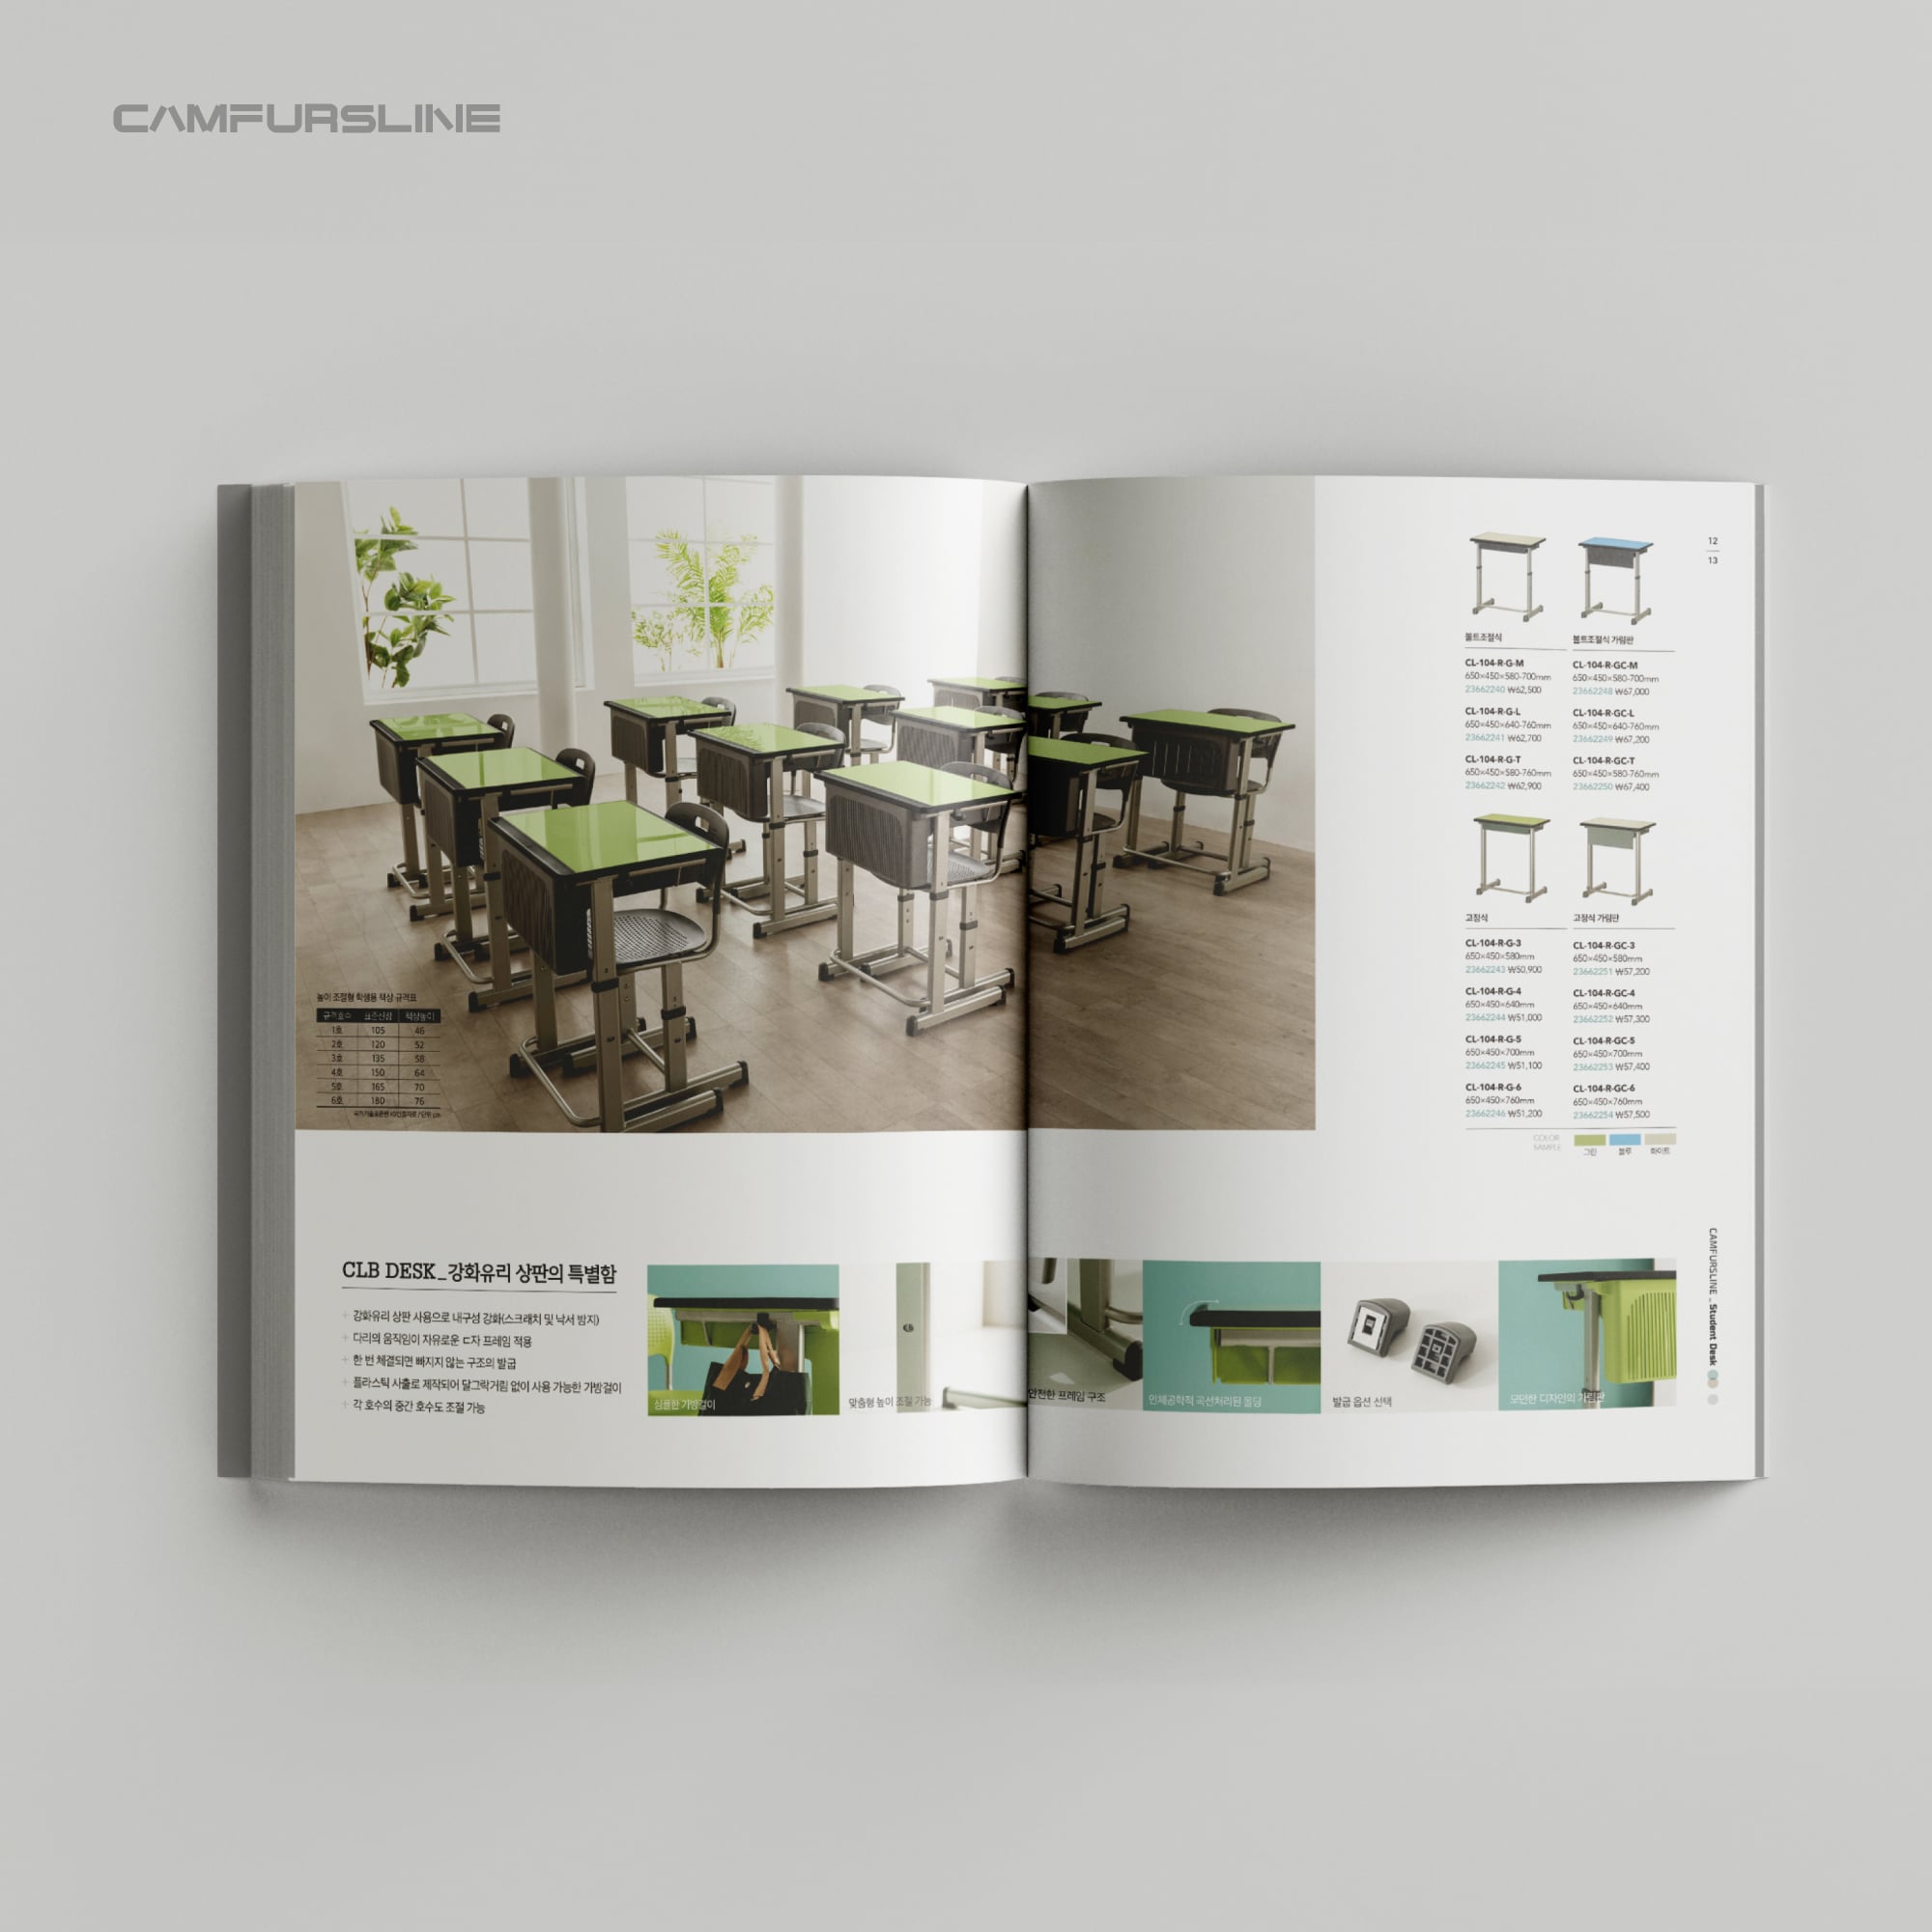 CAMFURSLINE
높이 조절형 학생용 책상 규격표
규격호수 표준신장 책상높이
1호 105 46
2호 120 52
3호 135 58
4호 150 64
5호 165 70
6호 180 76
CLB DESK_강화유리 상판의 특별함
+ 강화유리 상판 사용으로 내구성 강화(스크래치 및 낙서 방지)
+ 다리의 움직임이 자유로운 ㄷ자 프레임 적용
+ 한 번 체결되면 빠지지 않는 구조의 발굽
+ 플라스틱 사출로 제작되어 달그락거림 없이 사용 가능한 가방걸이
+ 각 호수의 중간 호수도 조절 가능
심플한 가방걸이
맞춤형 높이 조절 가능
안전한 프레임 구조
인체공학적 곡선처리된 몰딩
발굽 옵션 선택
모던한 디자인의 가림판
12
13
볼트조절식
CL-104-R-G-M
650×450×580-700mm
23662240 ₩62,500
CL-104-R-G-L
650×450×640-760mm
23662241 ₩62,700
CL-104-R-G-T
650×450×580-760mm
23662242 ₩62,900
볼트조절식 가림판
CL-104-R-GC-M
650×450×580-700mm
23662248 ₩67,000
CL-104-R-GC-L
650×450×640-760mm
23662249 ₩67,200
CL-104-R-GC-T
650×450×580-760mm
23662250 ₩67,400
고정식
CL-104-R-G-3
650×450×580mm
23662243 ₩50,900
CL-104-R-G-4
650×450×640mm
23662244 ₩51,000
CL-104-R-G-5
650×450×700mm
23662245 ₩51,100
CL-104-R-G-6
650×450×760mm
23662246 ₩51,200
고정식 가림판
CL-104-R-GC-3
650×450×580mm
23662251 ₩57,200
CL-104-R-GC-4
650×450×640mm
23662252 ₩57,300
CL-104-R-GC-5
650×450×700mm
23662253 ₩57,400
CL-104-R-GC-6
650×450×760mm
23662254 ₩57,500
COLOR
SAMPLE
그린 블루 화이트
CAMFURSLINE _ Student Desk